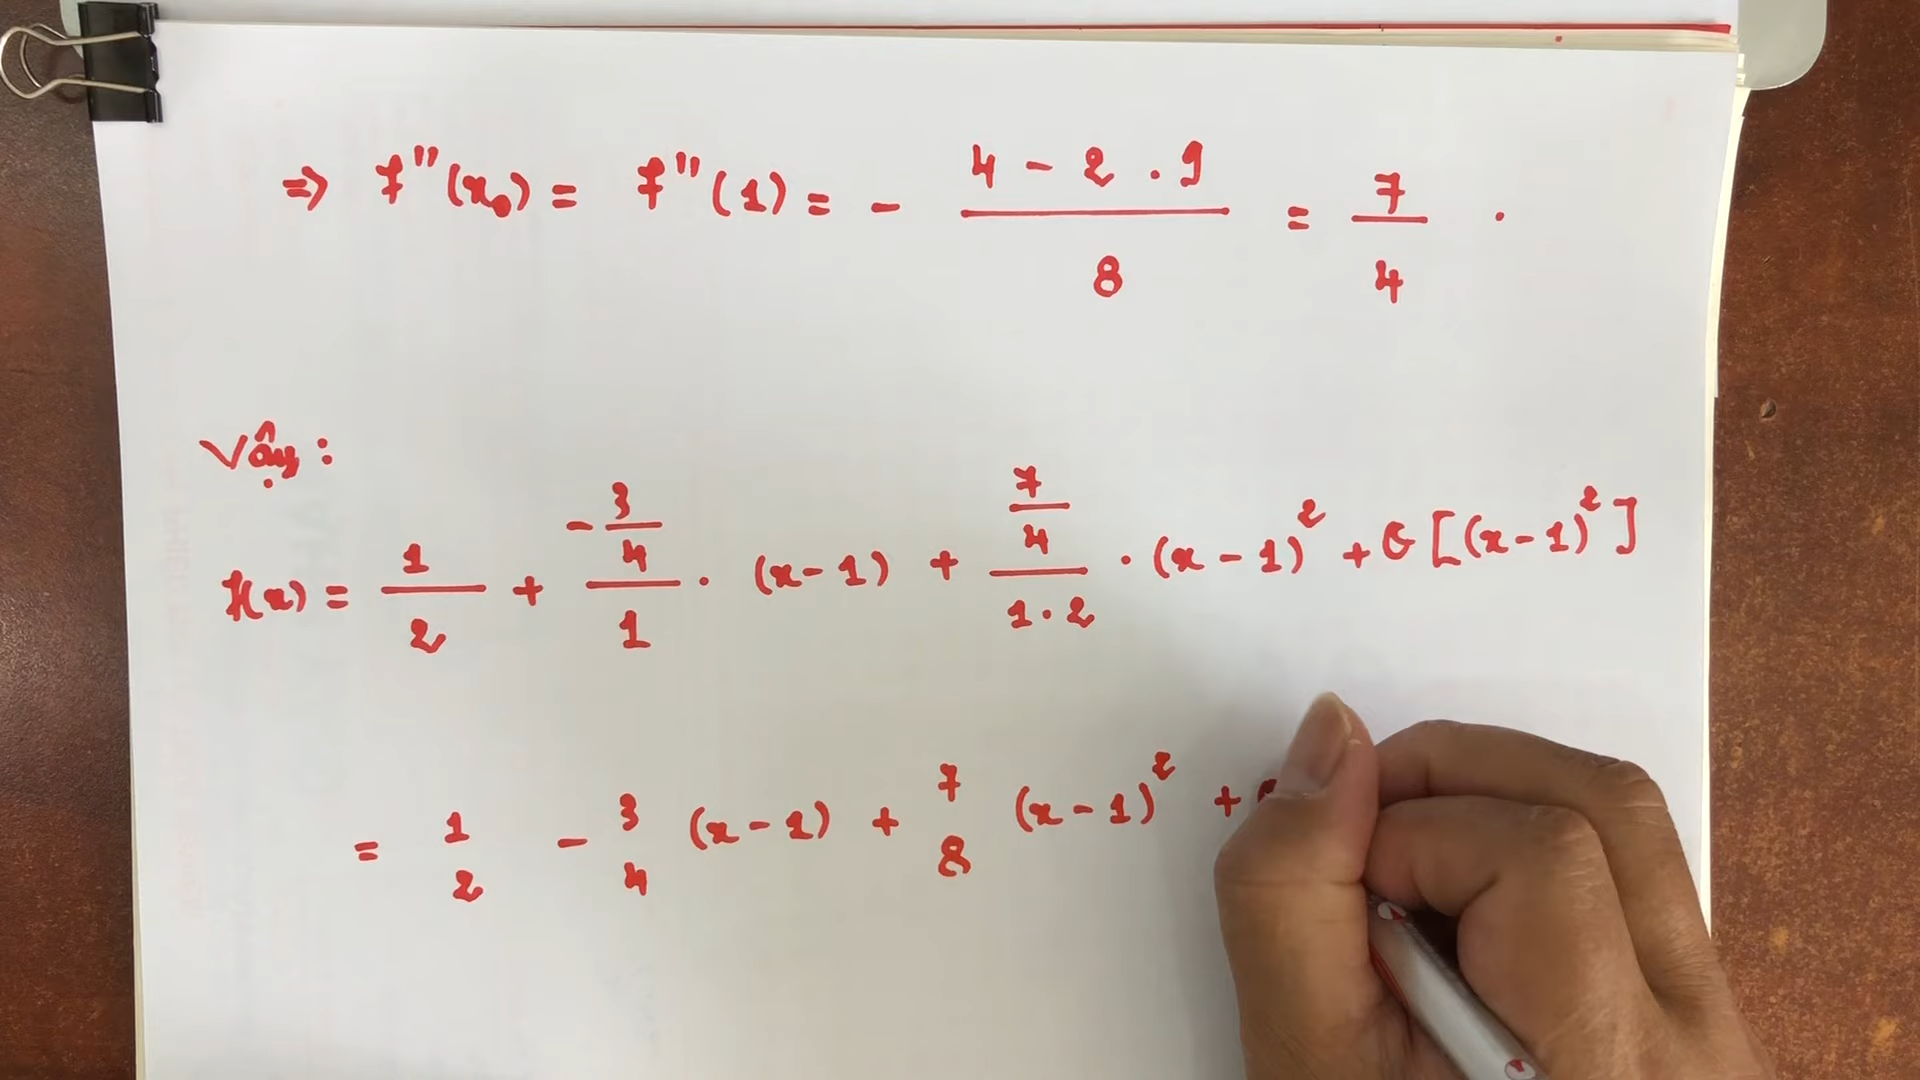 ⇒ f''(x₀) = f''(1) = - (4 - 2 . 9)/8 = 7/4 .
Vậy :
f(x) = 1/2 + (-3/4)/1 . (x - 1) + (7/4)/(1 . 2) . (x - 1)² + O [(x - 1)²]
= 1/2 - 3/4 (x - 1) + 7/8 (x - 1)² +